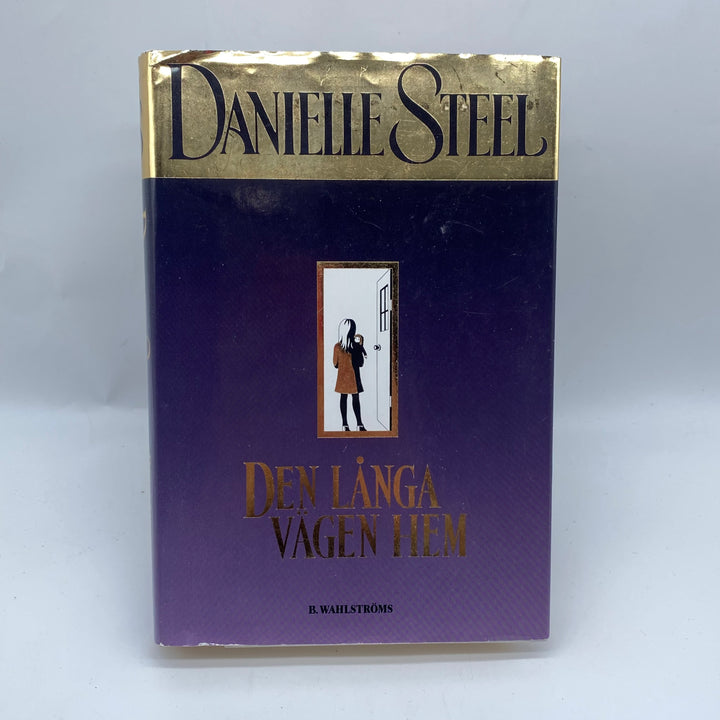 DANIELLE STEEL
DEN LÅNGA
VÄGEN HEM
B. WAHLSTRÖMS